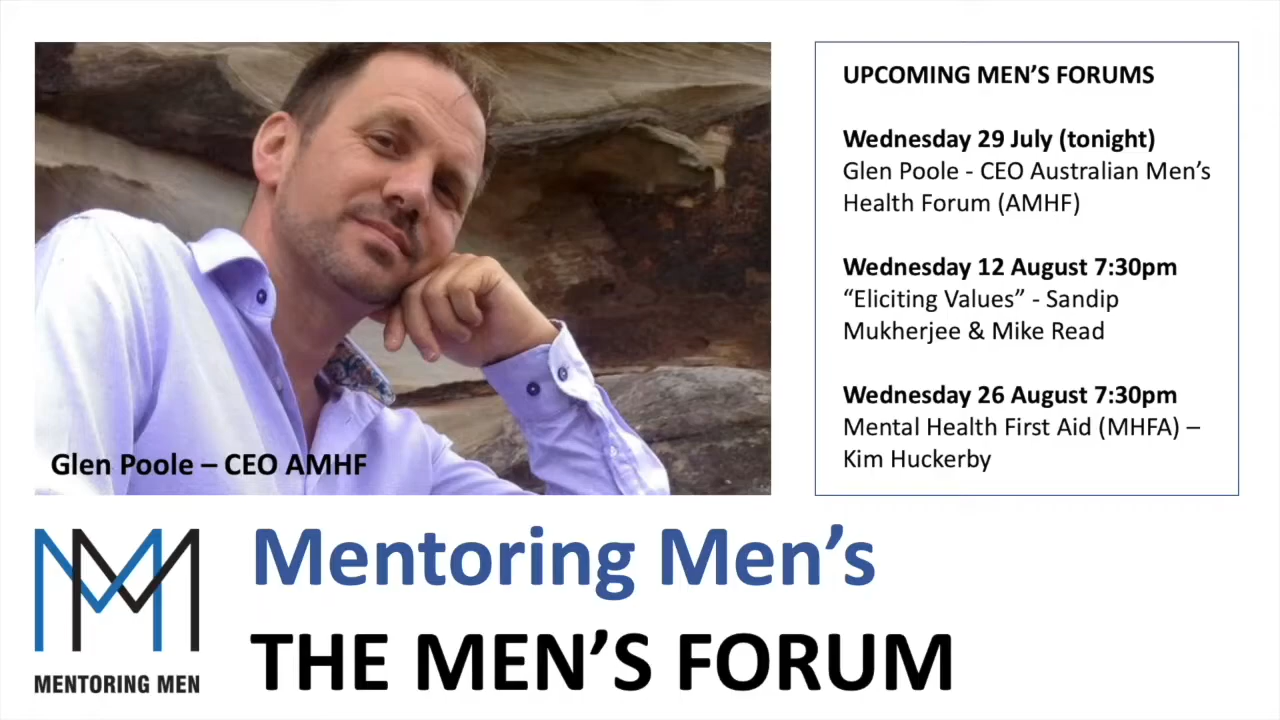 Glen Poole – CEO AMHF
UPCOMING MEN’S FORUMS
Wednesday 29 July (tonight)
Glen Poole - CEO Australian Men’s
Health Forum (AMHF)
Wednesday 12 August 7:30pm
“Eliciting Values” - Sandip
Mukherjee & Mike Read
Wednesday 26 August 7:30pm
Mental Health First Aid (MHFA) –
Kim Huckerby
MM
MENTORING MEN
Mentoring Men’s
THE MEN’S FORUM